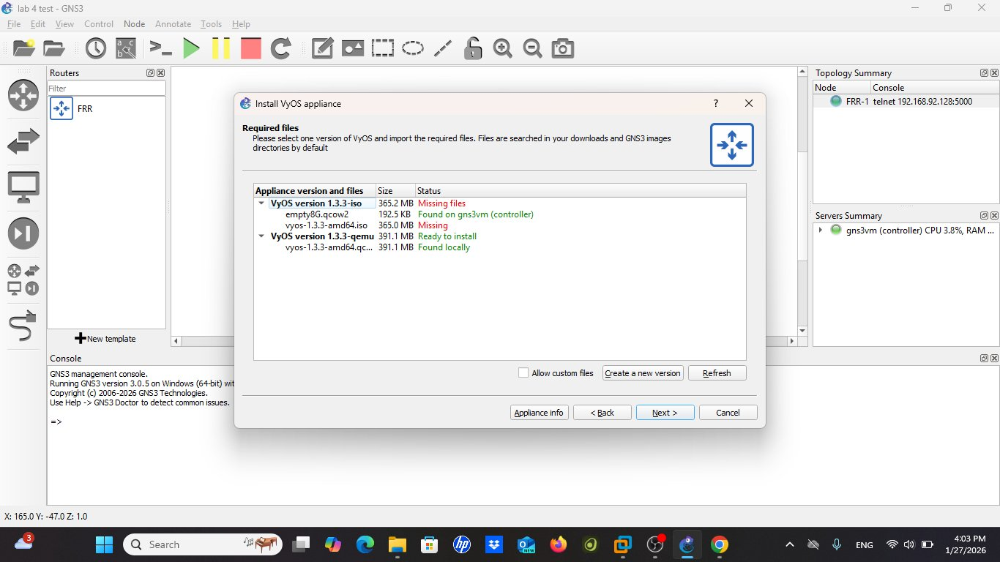 lab 4 test - GNS3
File Edit View Control Node Annotate Tools Help
Routers
Filter
FRR
New template
Install VyOS appliance
?
Required files
Please select one version of VyOS and import the required files. Files are searched in your downloads and GNS3 images
directories by default
Appliance version and files Size Status
VyOS version 1.3.3-iso 365.2 MB Missing files
empty8G.qcow2 192.5 KB Found on gns3vm (controller)
vyos-1.3.3-amd64.iso 365.0 MB Missing
VyOS version 1.3.3-qemu 391.1 MB Ready to install
vyos-1.3.3-amd64.qc... 391.1 MB Found locally
Allow custom files Create a new version Refresh
Appliance info < Back Next > Cancel
Topology Summary
Node Console
FRR-1 telnet 192.168.92.128:5000
Servers Summary
gns3vm (controller) CPU 3.8%, RAM ...
Console
GNS3 management console.
Running GNS3 version 3.0.5 on Windows (64-bit) wit
Copyright (c) 2006-2026 GNS3 Technologies.
Use Help -> GNS3 Doctor to detect common issues.
=>
X: 165.0 Y: -47.0 Z: 1.0
3
Search
NEW
ENG
4:03 PM
1/27/2026